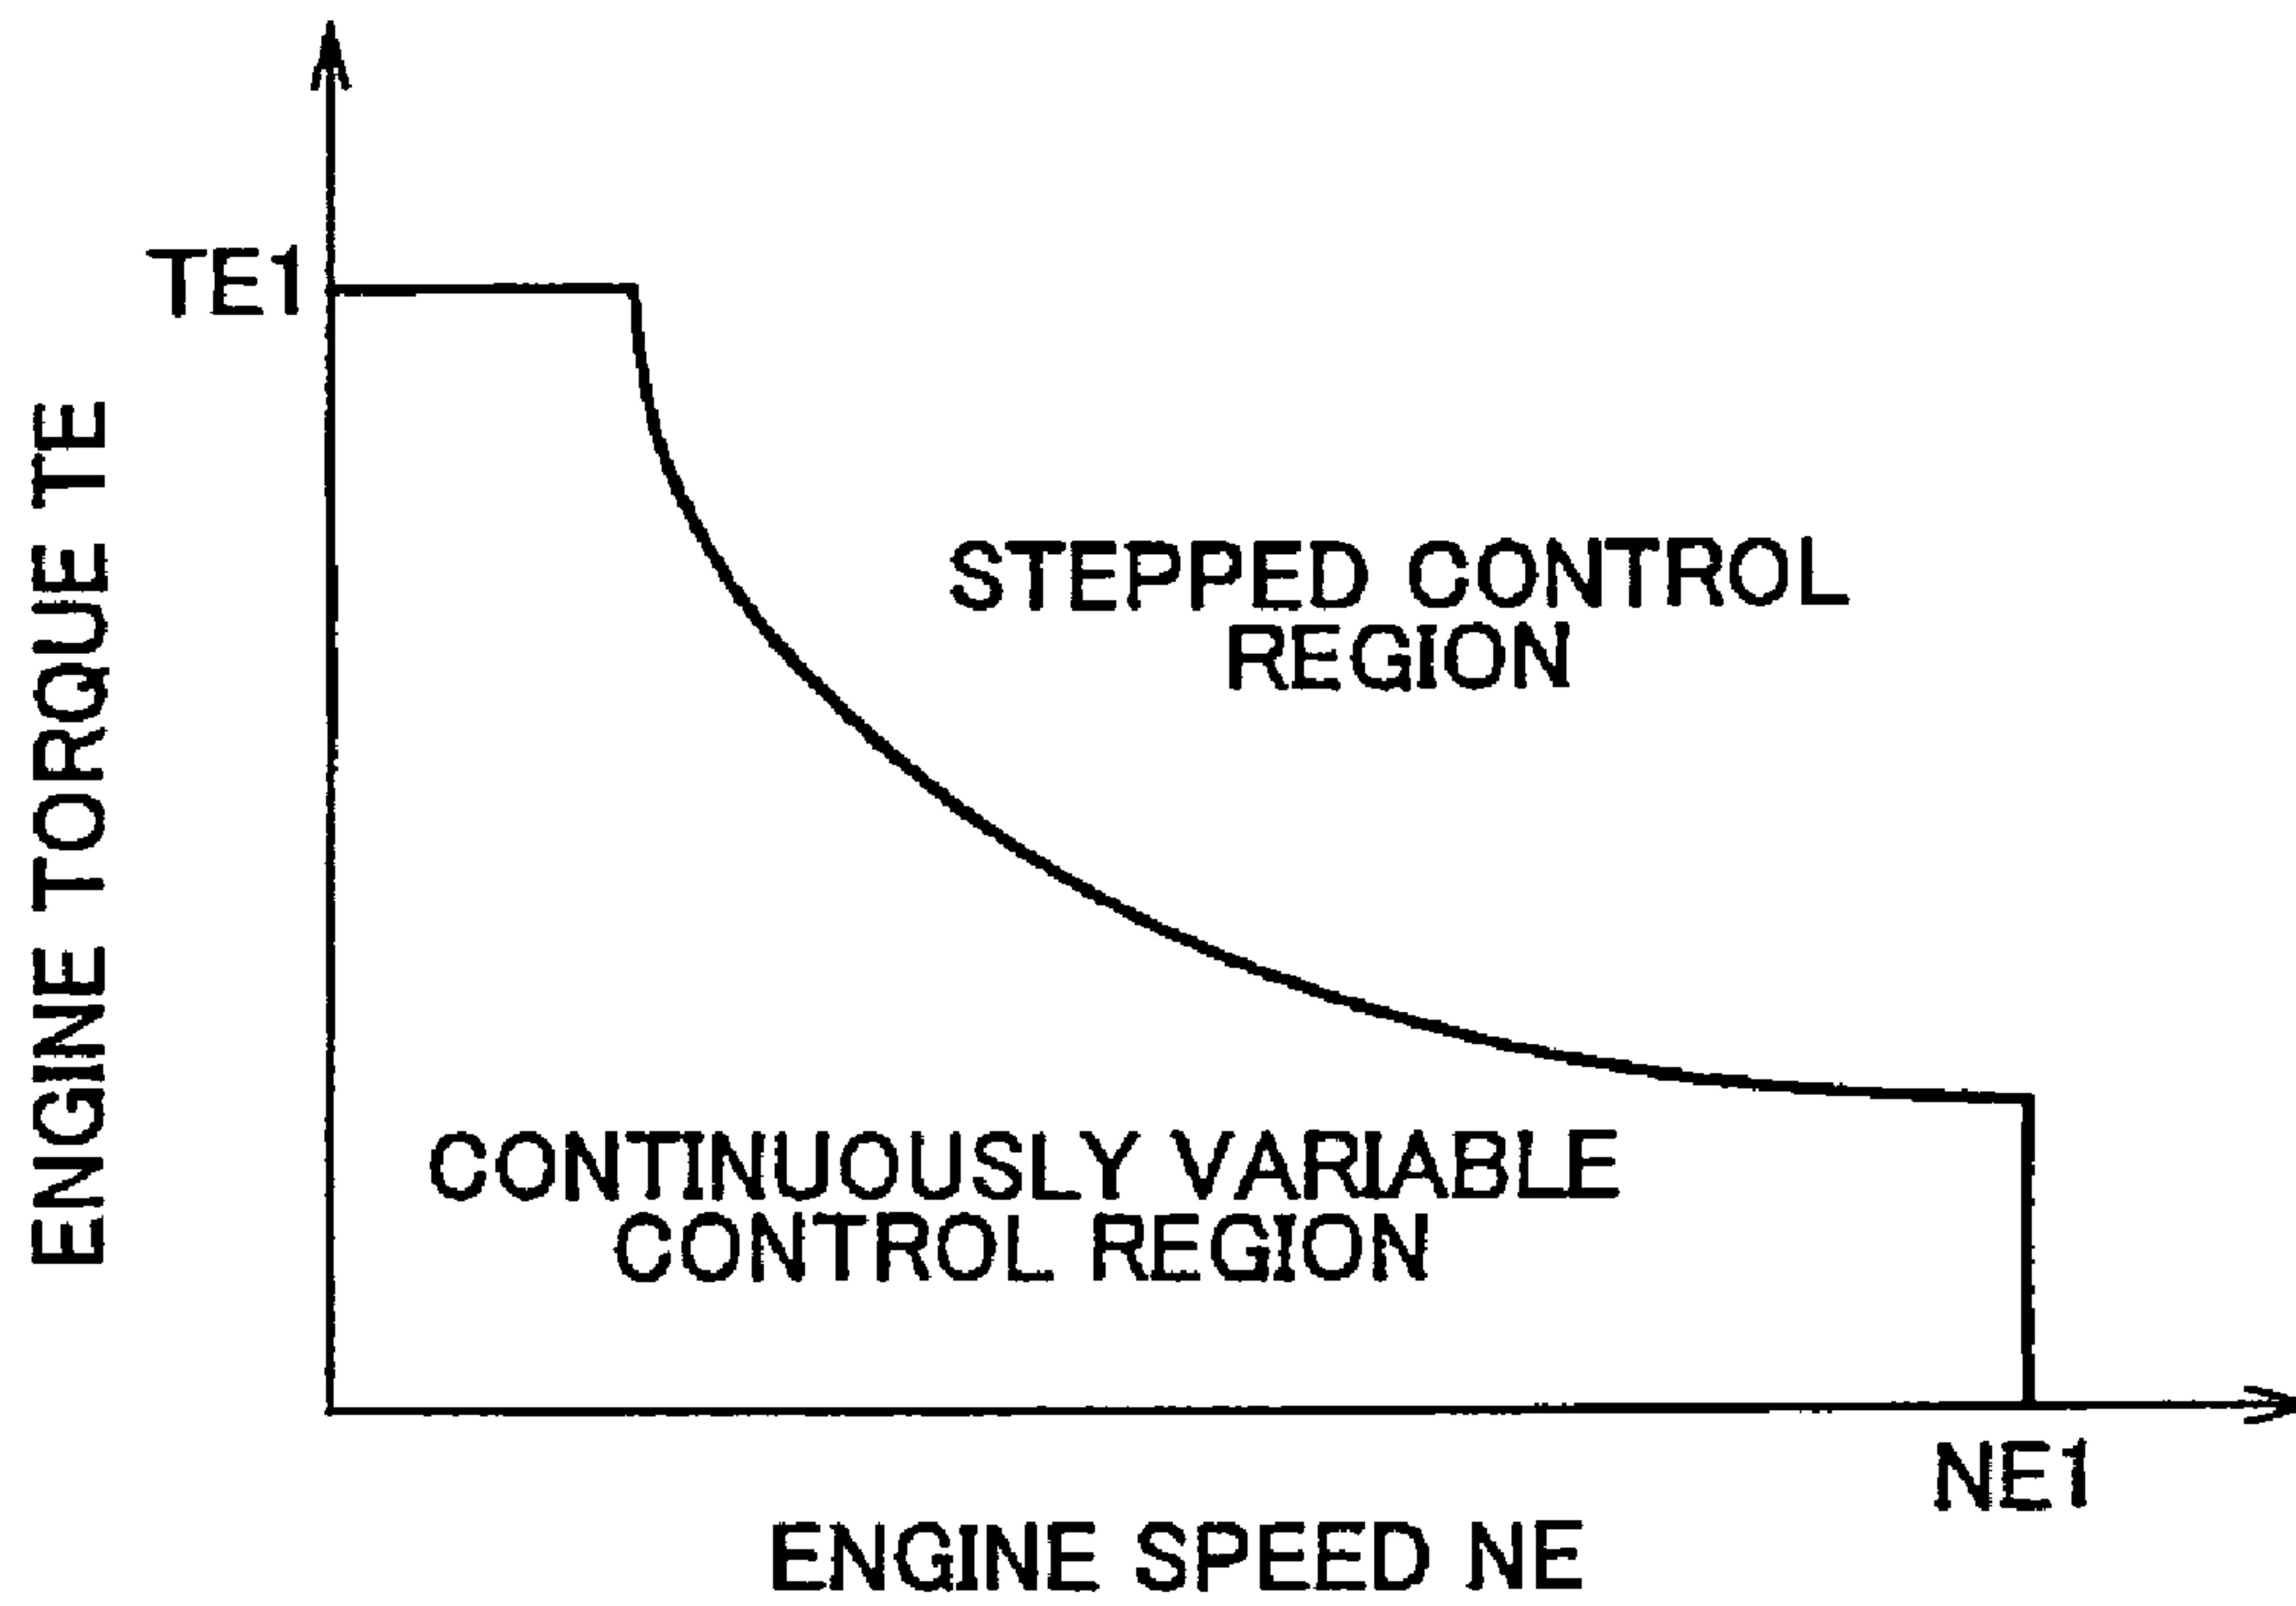 TE1
ENGINE TORQUE TE
STEPPED CONTROL
REGION
CONTINUOUSLY VARIABLE
CONTROL REGION
NE1
ENGINE SPEED NE